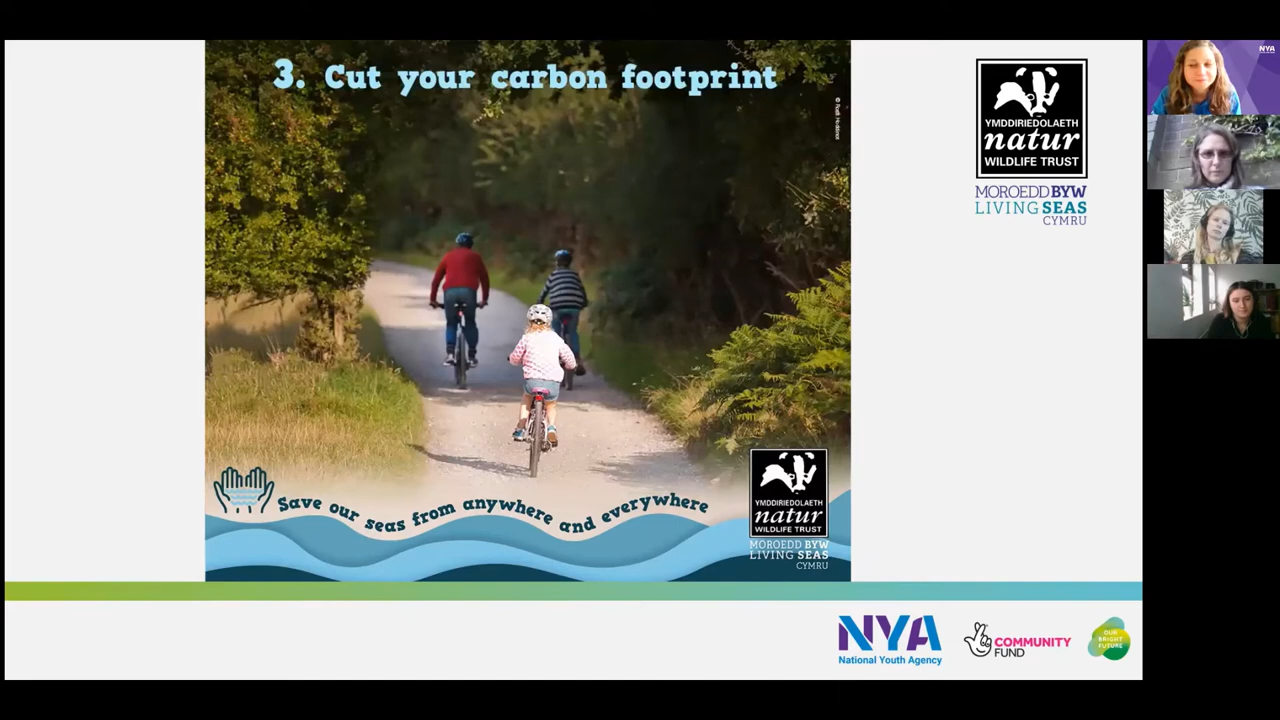 3. Cut your carbon footprint
Save our seas from anywhere and everywhere
YMDDIRIEDOLAETH
natur
WILDLIFE TRUST
MOROEDD BYW
LIVING SEAS
CYMRU
YMDDIRIEDOLAETH
natur
WILDLIFE TRUST
MOROEDD BYW
LIVING SEAS
CYMRU
NYA
NYA
National Youth Agency
COMMUNITY
FUND
OUR
BRIGHT
FUTURE